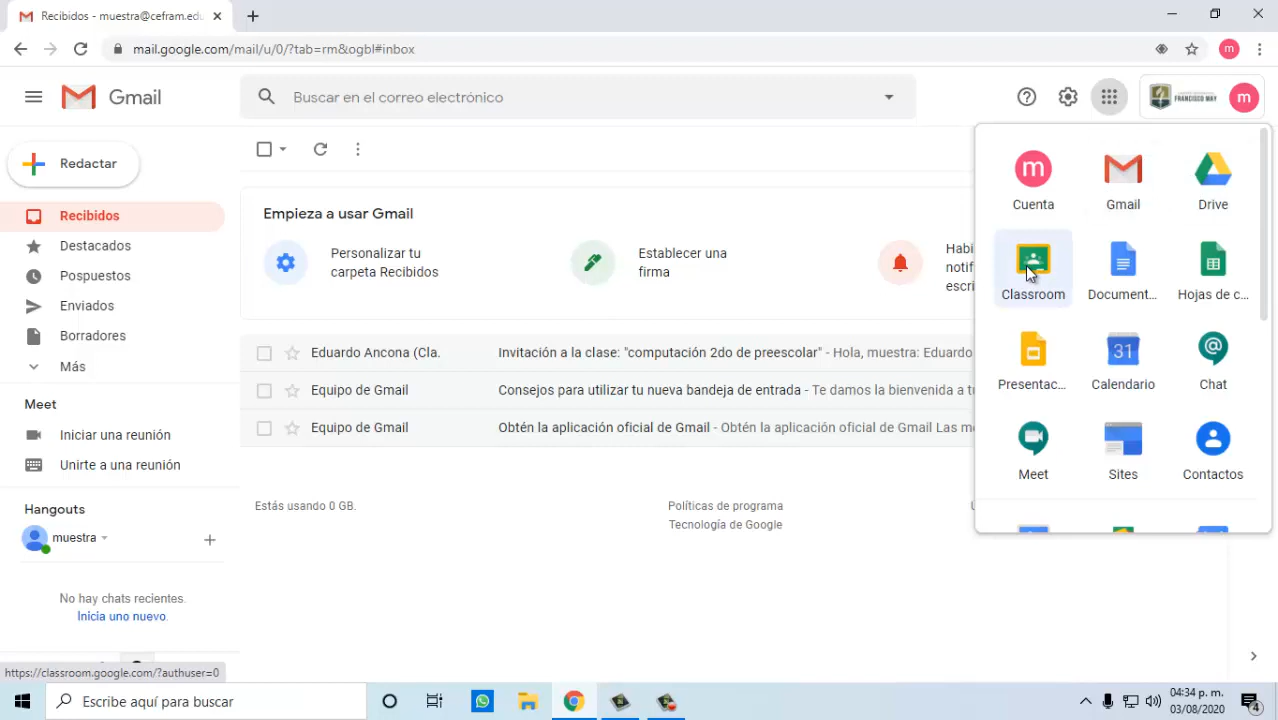 Recibidos - muestra@cefram.edu
mail.google.com/mail/u/0/?tab=rm&ogbl#inbox
m
Gmail
Buscar en el correo electrónico
FRANCISCO MAY
m
Redactar
Recibidos
Destacados
Pospuestos
Enviados
Borradores
Más
Meet
Iniciar una reunión
Unirte a una reunión
Hangouts
muestra
No hay chats recientes.
Inicia uno nuevo.
https://classroom.google.com/?authuser=0
Empieza a usar Gmail
Personalizar tu
carpeta Recibidos
Establecer una
firma
Habi
notif
escri
Eduardo Ancona (Cla. Invitación a la clase: "computación 2do de preescolar" - Hola, muestra: Eduardo
Equipo de Gmail Consejos para utilizar tu nueva bandeja de entrada - Te damos la bienvenida a tu
Equipo de Gmail Obtén la aplicación oficial de Gmail - Obtén la aplicación oficial de Gmail Las me
Estás usando 0 GB.
Políticas de programa
Tecnología de Google
m
Cuenta Gmail Drive
Classroom Document... Hojas de c...
31
Presentac... Calendario Chat
Meet Sites Contactos
Escribe aquí para buscar
04:34 p. m.
03/08/2020
4